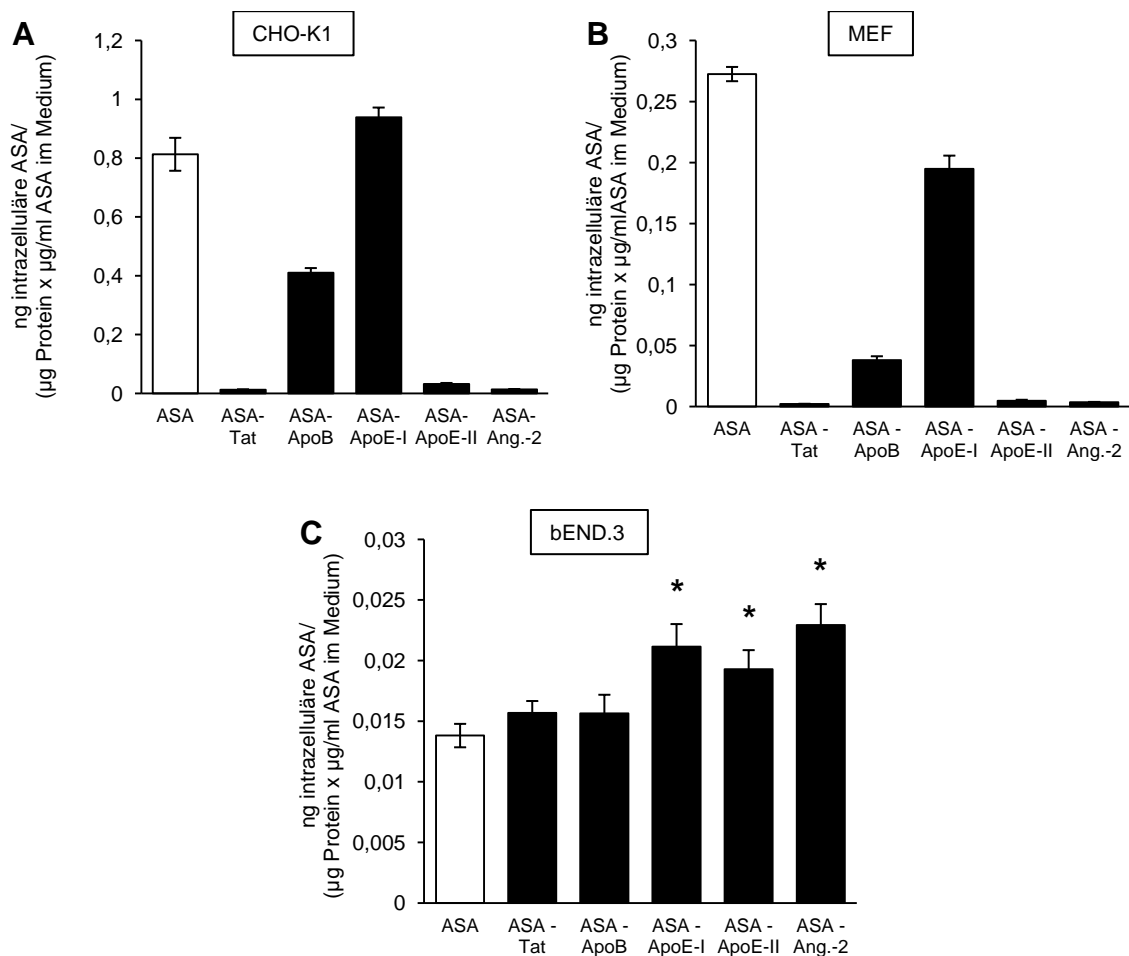 A
CHO-K1
ng intrazelluläre ASA/
(µg Protein x µg/ml ASA im Medium)
1,2
1
0,8
0,6
0,4
0,2
0
ASA
ASA-
Tat
ASA-
ApoB
ASA-
ApoE-I
ASA-
ApoE-II
ASA-
Ang.-2
B
MEF
ng intrazelluläre ASA/
(µg Protein x µg/mlASA im Medium)
0,3
0,25
0,2
0,15
0,1
0,05
0
ASA
ASA -
Tat
ASA -
ApoB
ASA -
ApoE-I
ASA -
ApoE-II
ASA -
Ang.-2
C
bEND.3
ng intrazelluläre ASA/
(µg Protein x µg/ml ASA im Medium)
0,03
0,025
0,02
0,015
0,01
0,005
0
*
*
*
ASA
ASA -
Tat
ASA -
ApoB
ASA -
ApoE-I
ASA -
ApoE-II
ASA -
Ang.-2